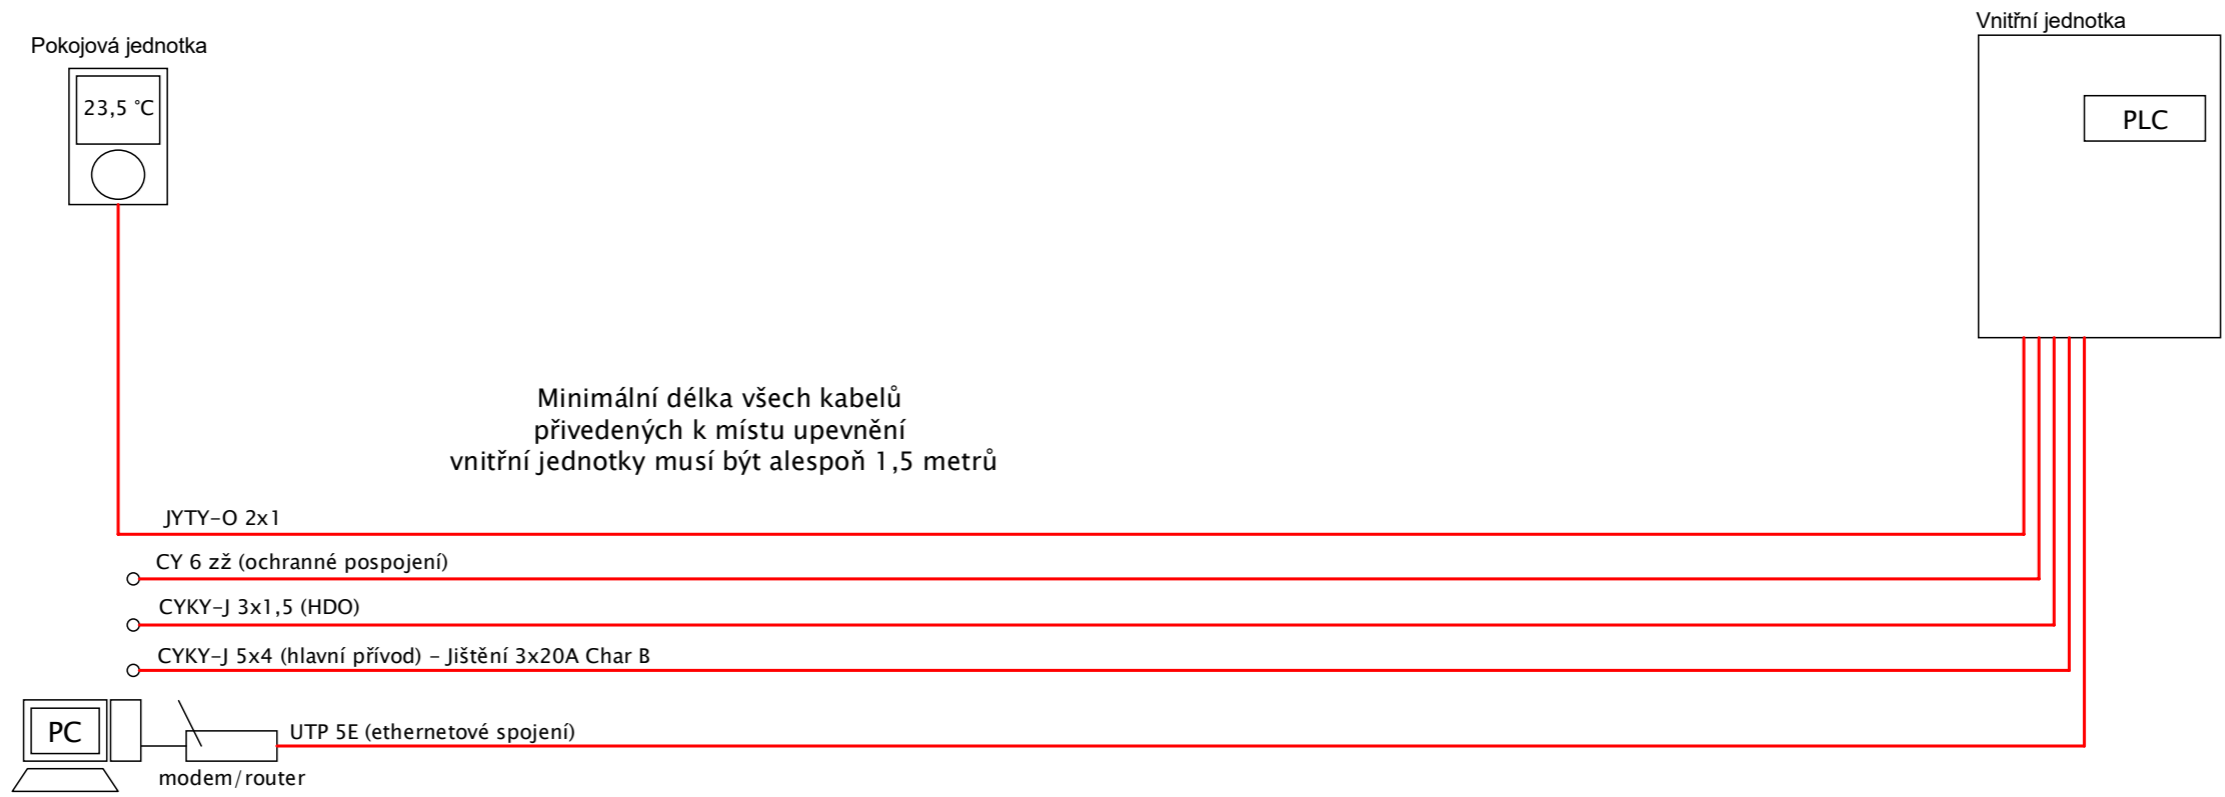 Vnitřní jednotka
Pokojová jednotka
23,5 °C
PLC
Minimální délka všech kabelů
přivedených k místu upevnění
vnitřní jednotky musí být alespoň 1,5 metrů
JYTY-O 2x1
CY 6 zž (ochranné pospojení)
CYKY-J 3x1,5 (HDO)
CYKY-J 5x4 (hlavní přívod) - Jištění 3x20A Char B
PC
UTP 5E (ethernetové spojení)
modem/router